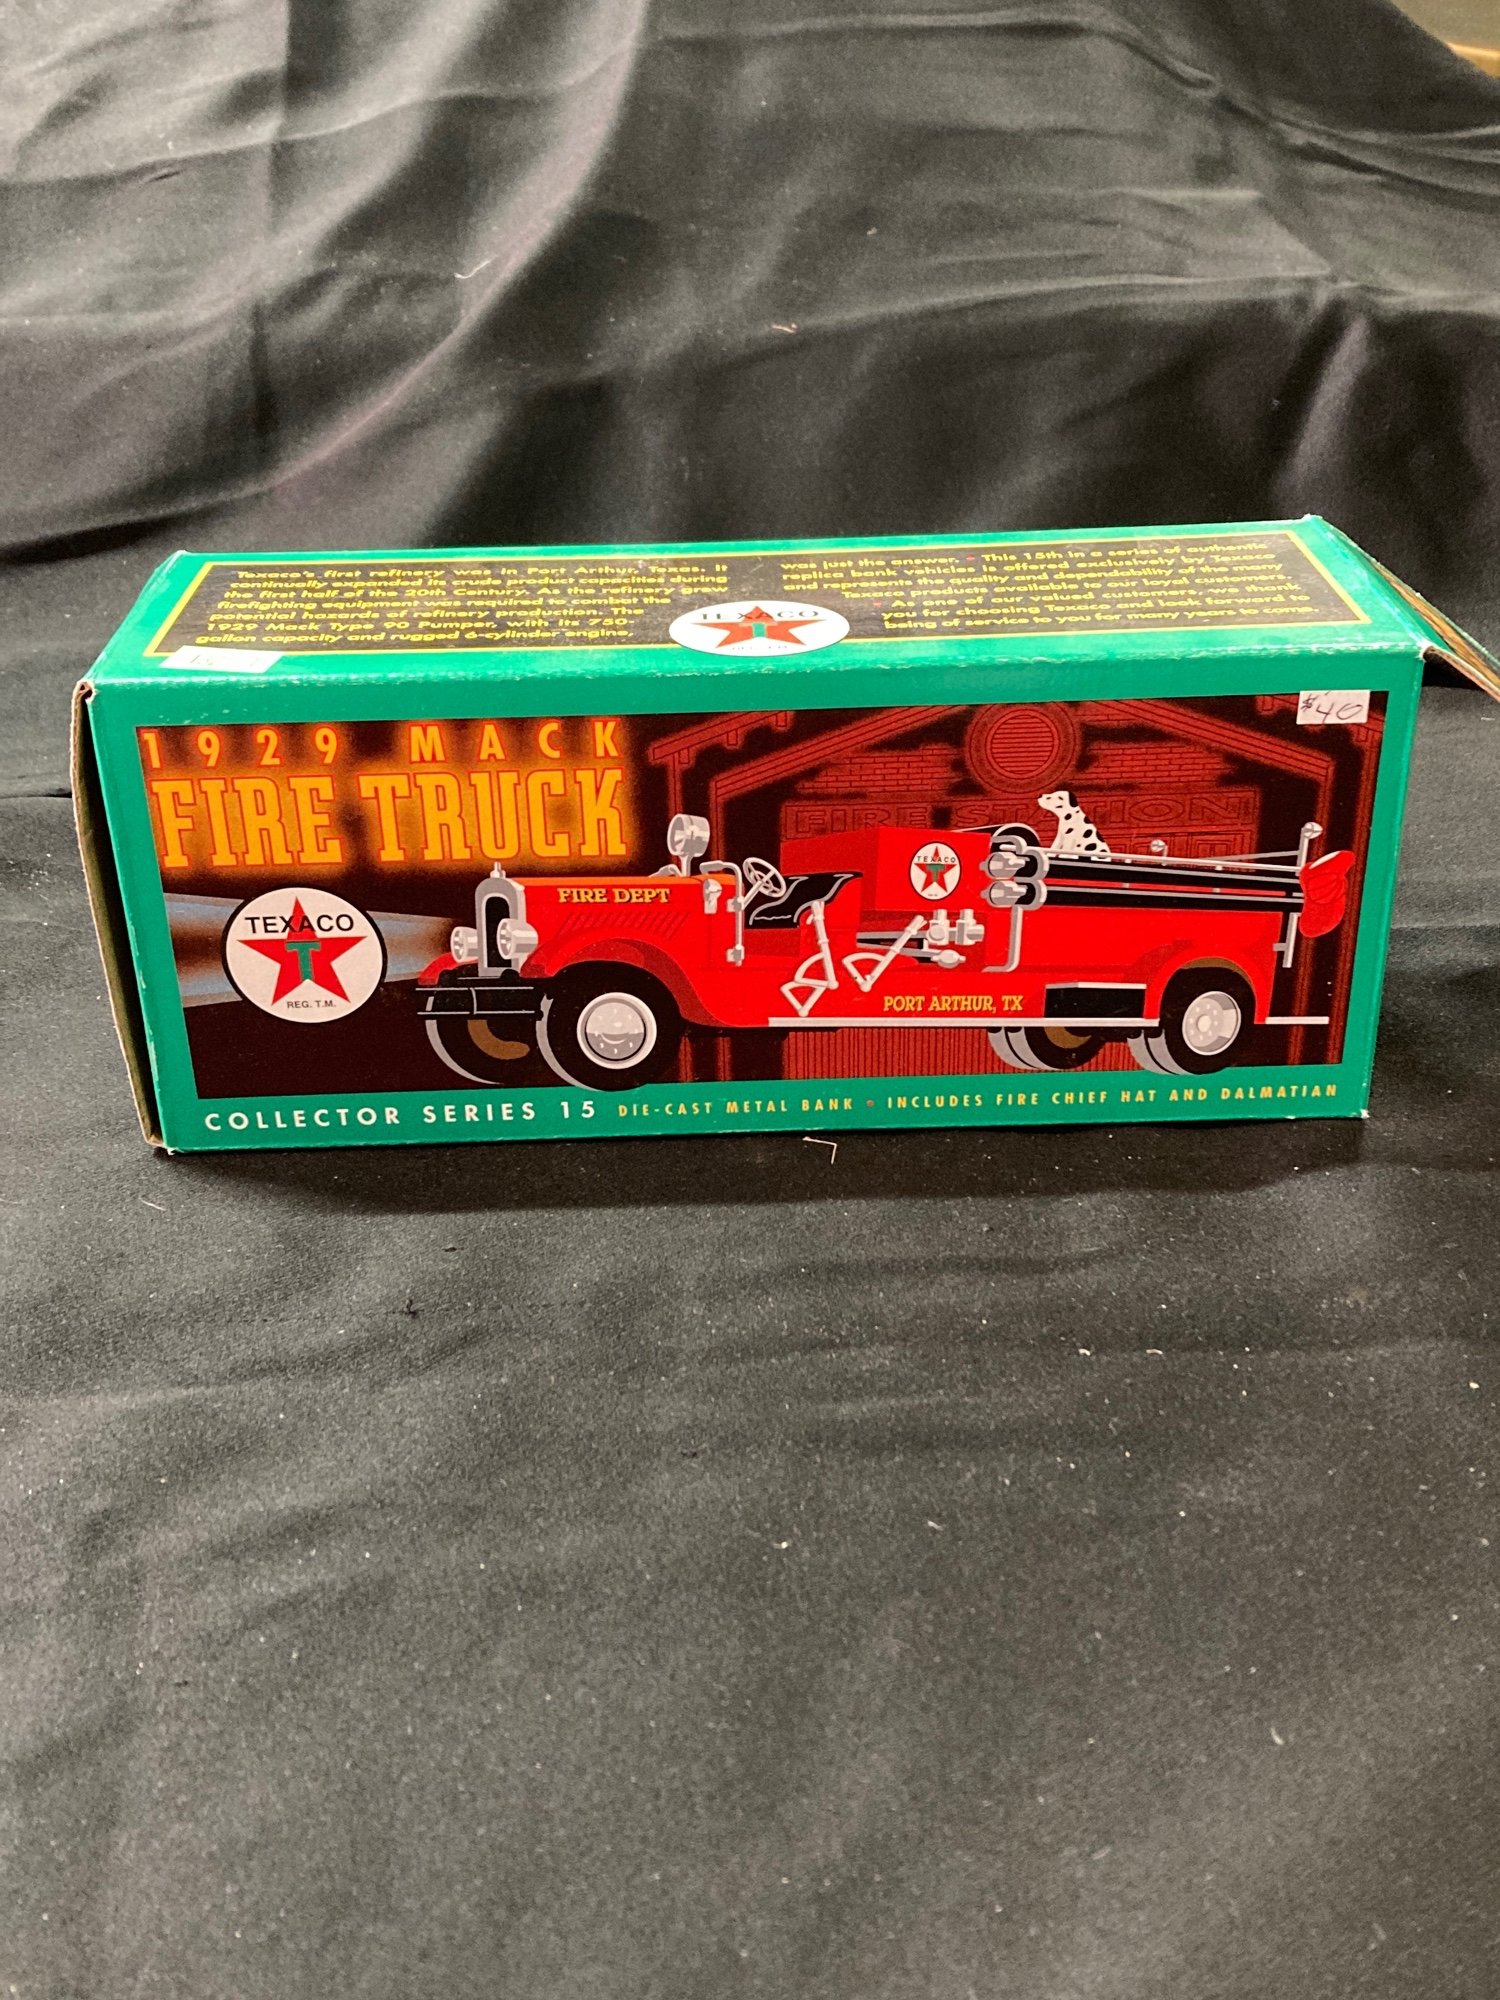 Texaco's first refinery was in Port Arthur, Texas. It
continually expanded its crude product capacities during
the first half of the 20th Century. As the refinery grew
firefighting equipment was required to combat the
potential hazards of refinery production. The
1929 Mack Type 90 Pumper, with its 750-
gallon capacity and rugged 6-cylinder engine,
was just the answer. • This 15th in a series of authentic
replica bank vehicles is offered exclusively by Texaco
and represents the quality and dependability of the many
Texaco products available to our loyal customers.
• As one of our valued customers, we thank
you for choosing Texaco and look forward to
being of service to you for many years to come.
TEXACO
T
$40
1929 MACK
FIRE TRUCK
FIRE STATION
TEXACO
T
REG. T.M.
FIRE DEPT
TEXACO
T
PORT ARTHUR, TX
COLLECTOR SERIES 15 DIE-CAST METAL BANK • INCLUDES FIRE CHIEF HAT AND DALMATIAN